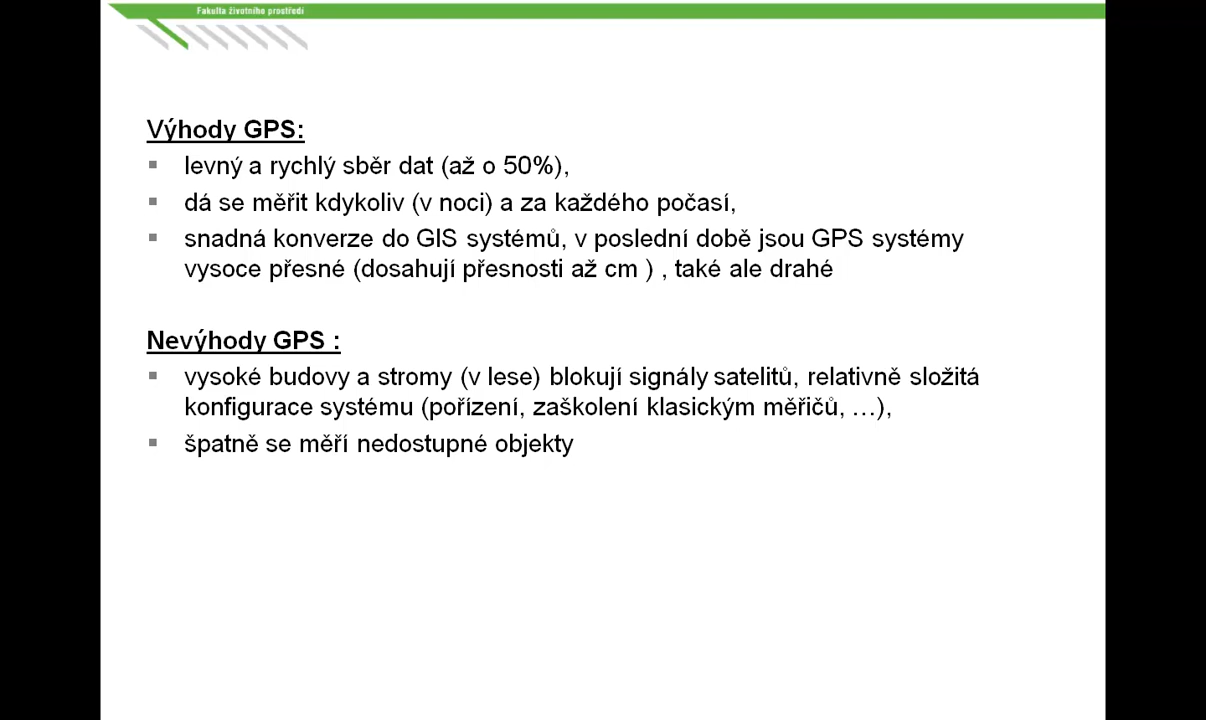 Fakulta životního prostředí
Výhody GPS:
levný a rychlý sběr dat (až o 50%),
dá se měřit kdykoliv (v noci) a za každého počasí,
snadná konverze do GIS systémů, v poslední době jsou GPS systémy
vysoce přesné (dosahují přesnosti až cm ) , také ale drahé
Nevýhody GPS :
vysoké budovy a stromy (v lese) blokují signály satelitů, relativně složitá
konfigurace systému (pořízení, zaškolení klasickým měřičů, …),
špatně se měří nedostupné objekty